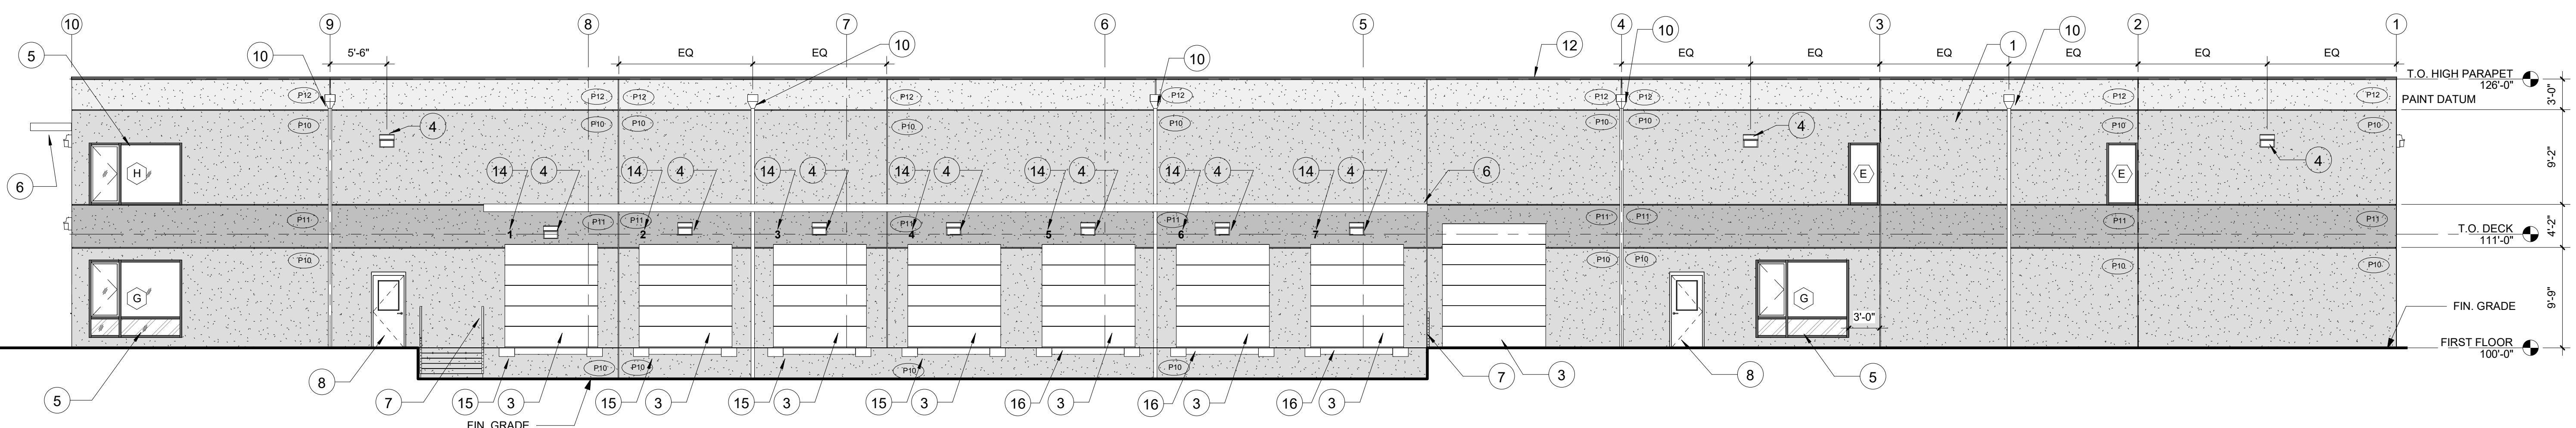 10
9
8
7
6
5
4
3
2
1
5
10
5'-6"
EQ
EQ
10
10
12
10
EQ
EQ
EQ
1
EQ
10
EQ
EQ
T.O. HIGH PARAPET
126'-0"
3'-0"
PAINT DATUM
P12
P12
P12
P12
P12
P12
P12
P12
P12
P10
P10
P10
P10
P10
P10
P10
P10
P10
4
4
4
9'-2"
6
H
14
4
14
4
14
4
14
4
14
4
14
4
14
4
6
E
E
P11
P11
P11
P11
P11
P11
P11
P11
P11
1
2
3
4
5
6
7
T.O. DECK
111'-0"
4'-2"
P10
P10
P10
P10
P10
G
G
9'-9"
3'-0"
FIN. GRADE
FIRST FLOOR
100'-0"
P10
P10
P10
P10
5
8
7
15
3
15
3
15
3
15
3
16
3
16
3
16
3
7
3
8
5
FIN. GRADE